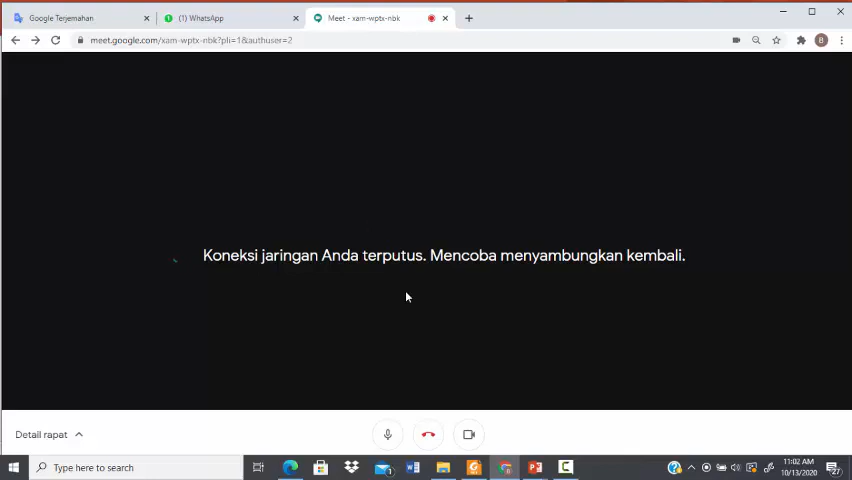 Google Terjemahan
(1) WhatsApp
Meet - xam-wptx-nbk
meet.google.com/xam-wptx-nbk?pli=1&authuser=2
B
Koneksi jaringan Anda terputus. Mencoba menyambungkan kembali.
Detail rapat
Type here to search
11:02 AM
10/13/2020
27